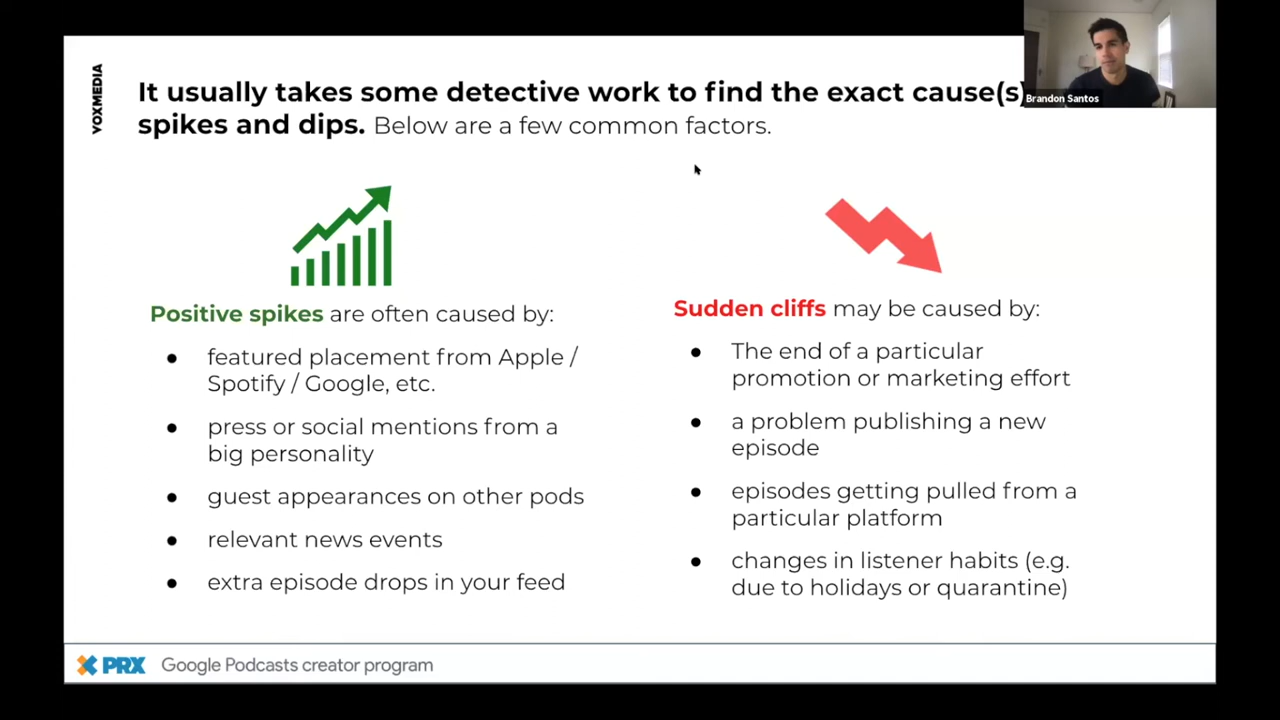 VOXMEDIA
It usually takes some detective work to find the exact cause(s)
spikes and dips. Below are a few common factors.
Brandon Santos
Positive spikes are often caused by:
● featured placement from Apple /
Spotify / Google, etc.
● press or social mentions from a
big personality
● guest appearances on other pods
● relevant news events
● extra episode drops in your feed
Sudden cliffs may be caused by:
● The end of a particular
promotion or marketing effort
● a problem publishing a new
episode
● episodes getting pulled from a
particular platform
● changes in listener habits (e.g.
due to holidays or quarantine)
PRX Google Podcasts creator program